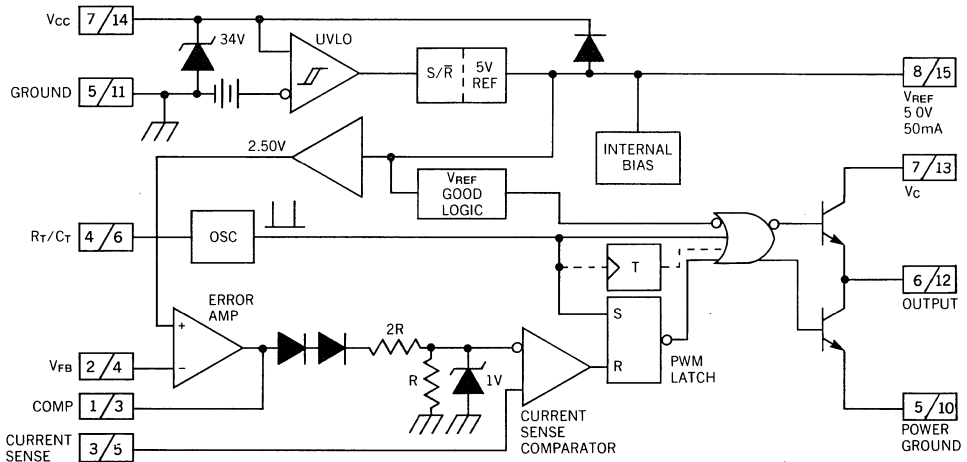 VCC 7/14
34V
UVLO
S/R̅
5V
REF
8/15
VREF
5 0V
50mA
GROUND 5/11
2.50V
INTERNAL
BIAS
VREF
GOOD
LOGIC
7/13
VC
RT/CT 4/6
OSC
T
6/12
OUTPUT
ERROR
AMP
+
−
2R
S
R
PWM
LATCH
VFB 2/4
R
1V
COMP 1/3
CURRENT
SENSE
COMPARATOR
5/10
POWER
GROUND
CURRENT
SENSE 3/5